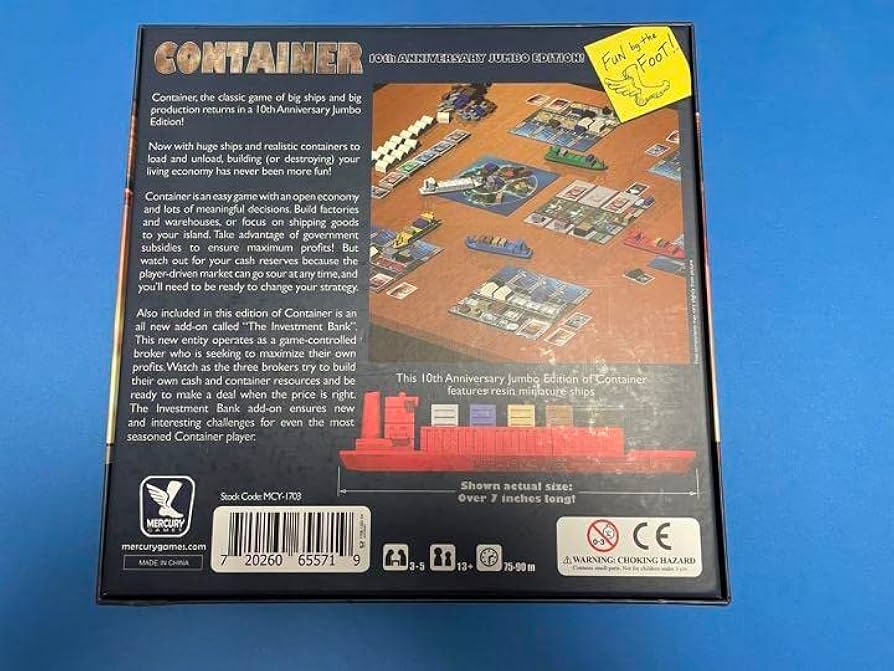 CONTAINER 10th ANNIVERSARY JUMBO EDITION!
FUN by the
FOOT!
Container, the classic game of big ships and big
production returns in a 10th Anniversary Jumbo
Edition!
Now with huge ships and realistic containers to
load and unload, building (or destroying) your
living economy has never been more fun!
Container is an easy game with an open economy
and lots of meaningful decisions. Build factories
and warehouses, or focus on shipping goods
to your island. Take advantage of government
subsidies to ensure maximum profits! But
watch out for your cash reserves because the
player-driven market can go sour at any time, and
you'll need to be ready to change your strategy.
Also included in this edition of Container is an
all new add-on called "The Investment Bank".
This new entity operates as a game-controlled
broker who is seeking to maximize their own
profits. Watch as the three brokers try to build
their own cash and container resources and be
ready to make a deal when the price is right.
The Investment Bank add-on ensures new
and interesting challenges for even the most
seasoned Container player.
This 10th Anniversary Jumbo Edition of Container
features resin miniature ships
Shown actual size:
Over 7 inches long!
MERCURY
GAMES
mercurygames.com
MADE IN CHINA
Stock Code: MCY-1703
7 20260 65571 9
3-5 13+ 75-90 m
0-3 CE
WARNING: CHOKING HAZARD
Contains small parts. Not for children under 3 yrs.